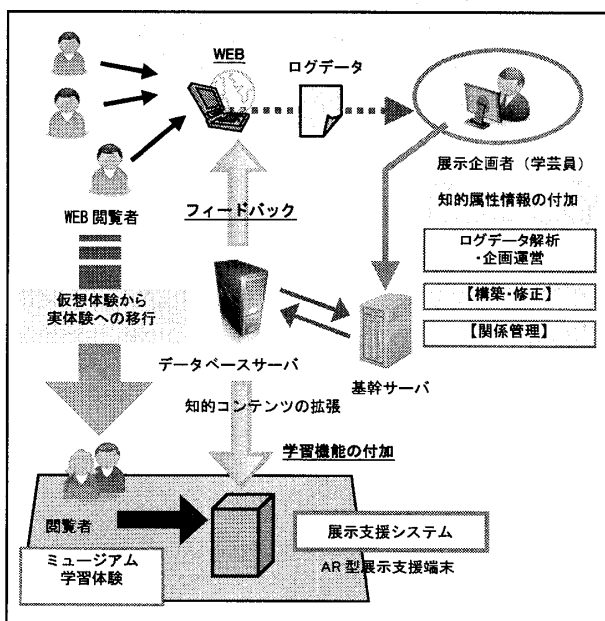 WEB
ログデータ
展示企画者（学芸員）
知的属性情報の付加
ログデータ解析
・企画運営
【構築・修正】
【関係管理】
WEB 閲覧者
フィードバック
仮想体験から
実体験への移行
データベースサーバ
基幹サーバ
知的コンテンツの拡張
学習機能の付加
閲覧者
展示支援システム
ミュージアム
学習体験
AR型展示支援端末